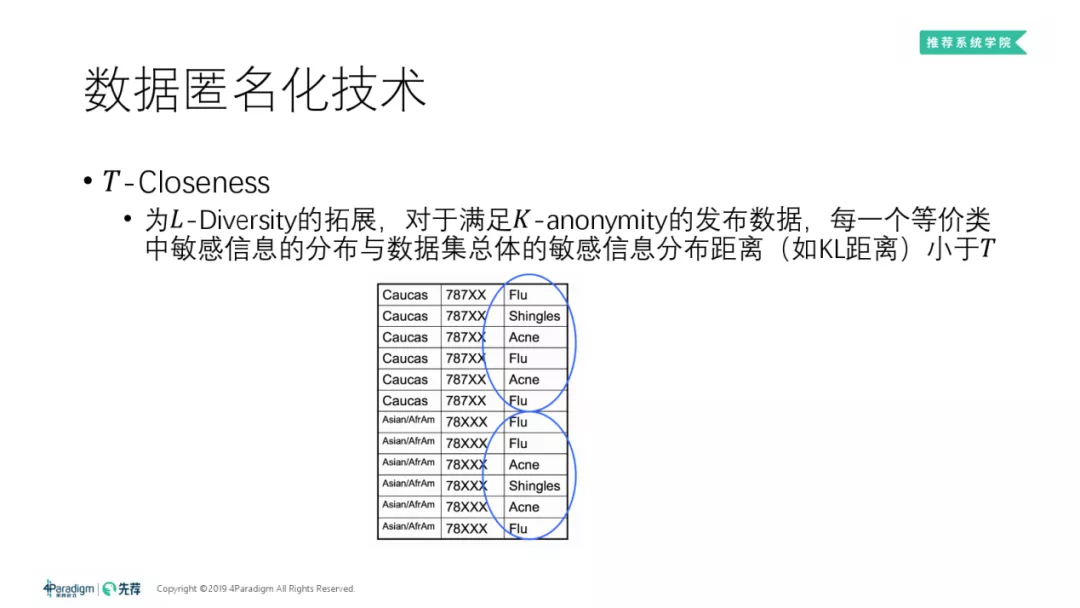 推荐系统学院
数据匿名化技术
• T-Closeness
• 为L-Diversity的拓展，对于满足K-anonymity的发布数据，每一个等价类
中敏感信息的分布与数据集总体的敏感信息分布距离（如KL距离）小于T
Caucas 787XX Flu
Caucas 787XX Shingles
Caucas 787XX Acne
Caucas 787XX Flu
Caucas 787XX Acne
Caucas 787XX Flu
Asian/AfrAm 78XXX Flu
Asian/AfrAm 78XXX Flu
Asian/AfrAm 78XXX Acne
Asian/AfrAm 78XXX Shingles
Asian/AfrAm 78XXX Acne
Asian/AfrAm 78XXX Flu
4Paradigm 先荐 Copyright ©2019 4Paradigm All Rights Reserved.